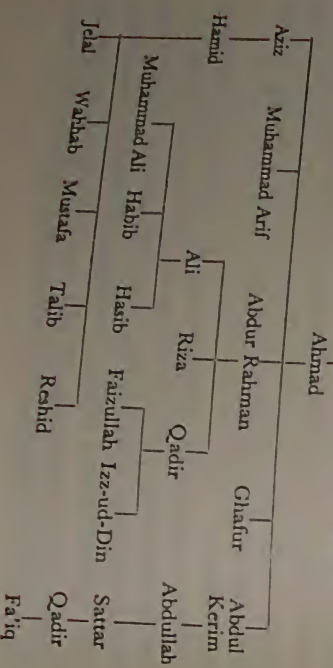 Ahmad
Aziz
Muhammad Arif
Abdur Rahman
Ghafur
Abdul
Kerim
Hamid
Ali
Riza
Qadir
Abdullah
Muhammad Ali
Habib
Hasib
Faizullah
Izz-ud-Din
Sattar
Jelal
Wahhab
Mustafa
Talib
Reshid
Qadir
Fa'iq